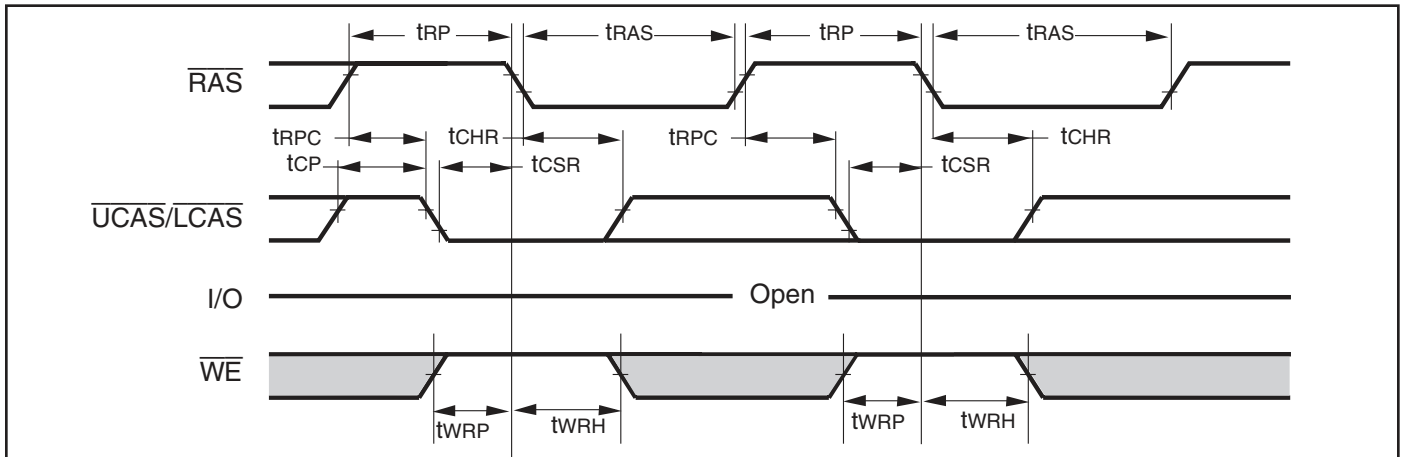 tRP tRAS tRP tRAS
RAS
tRPC tCHR tRPC tCHR
tCP tCSR tCSR
UCAS/LCAS
I/O Open
WE
tWRP tWRH tWRP tWRH